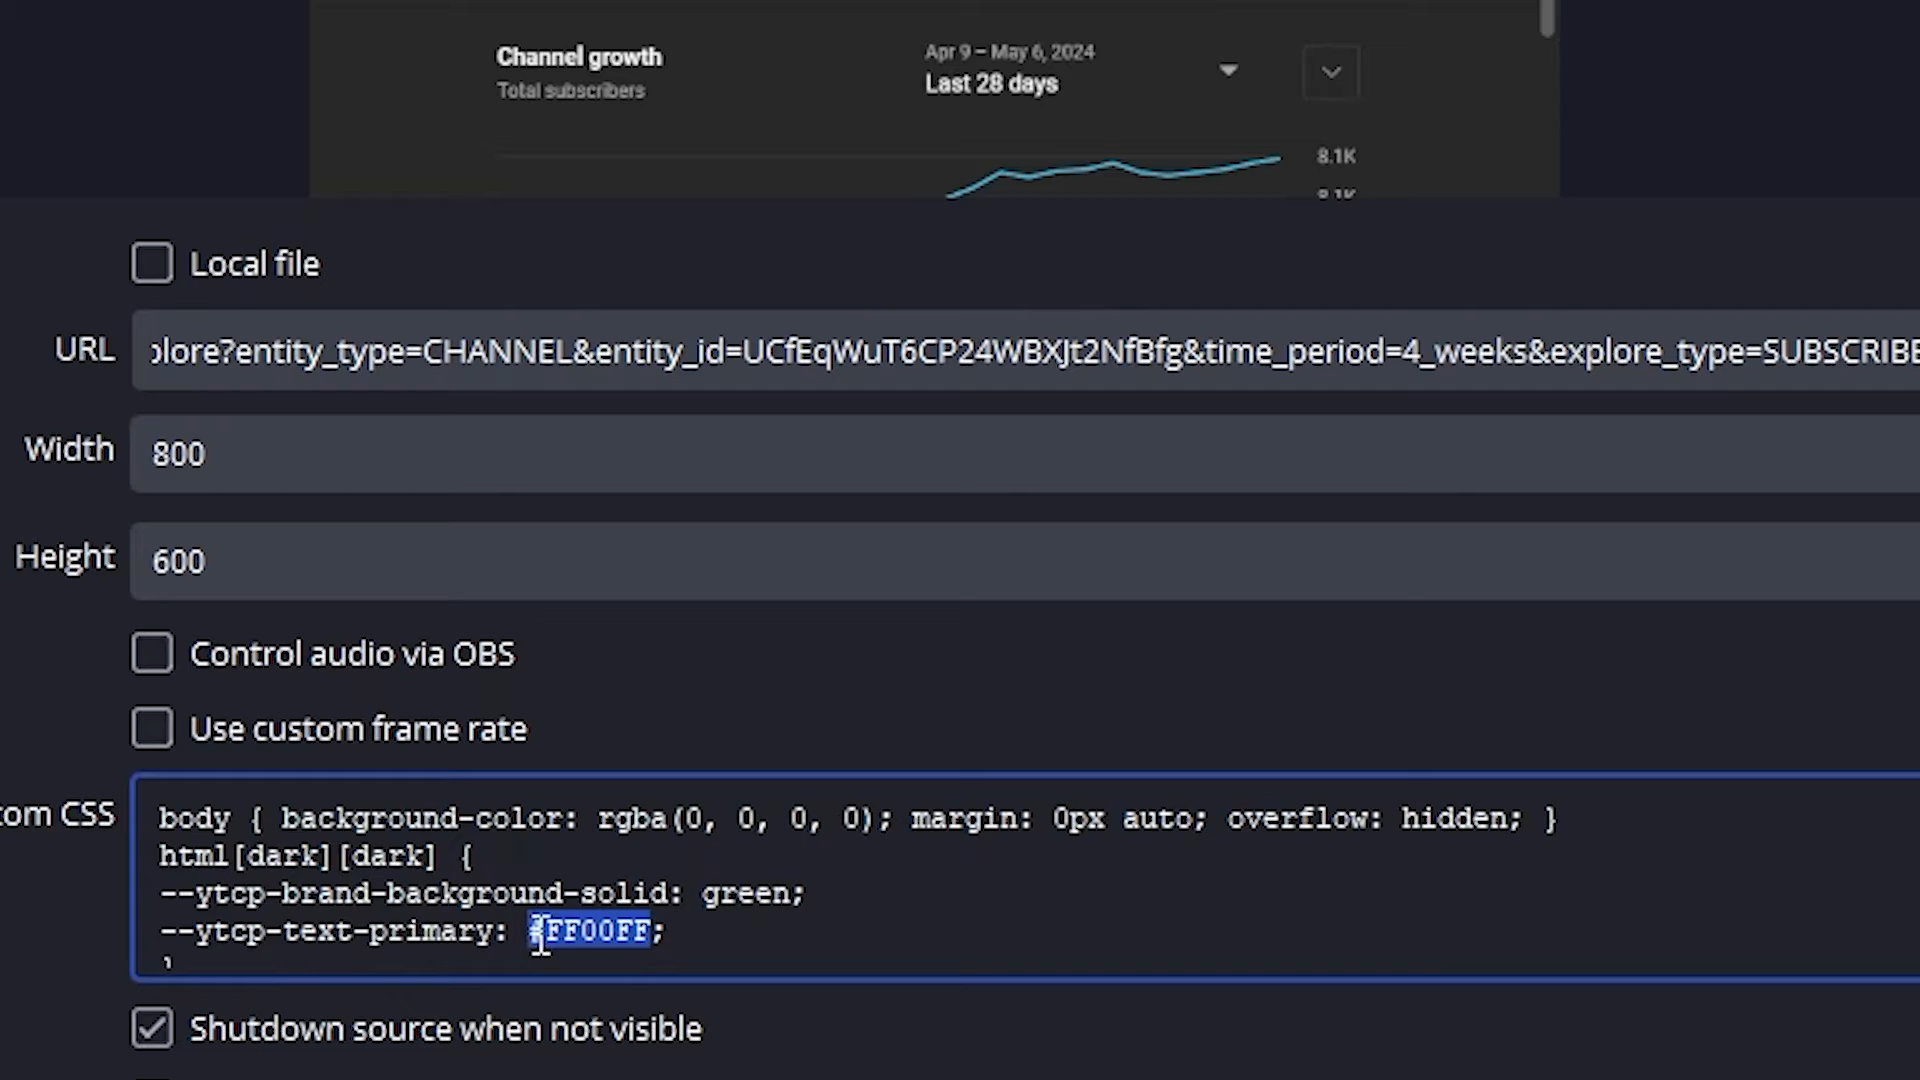 Channel growth
Total subscribers
Apr 9 – May 6, 2024
Last 28 days
8.1K
8.1K
Local file
URL
plore?entity_type=CHANNEL&entity_id=UCfEqWuT6CP24WBXJt2NfBfg&time_period=4_weeks&explore_type=SUBSCRIBE
Width
800
Height
600
Control audio via OBS
Use custom frame rate
tom CSS
body { background-color: rgba(0, 0, 0, 0); margin: 0px auto; overflow: hidden; }
html[dark][dark] {
--ytcp-brand-background-solid: green;
--ytcp-text-primary: #FF00FF;
}
Shutdown source when not visible